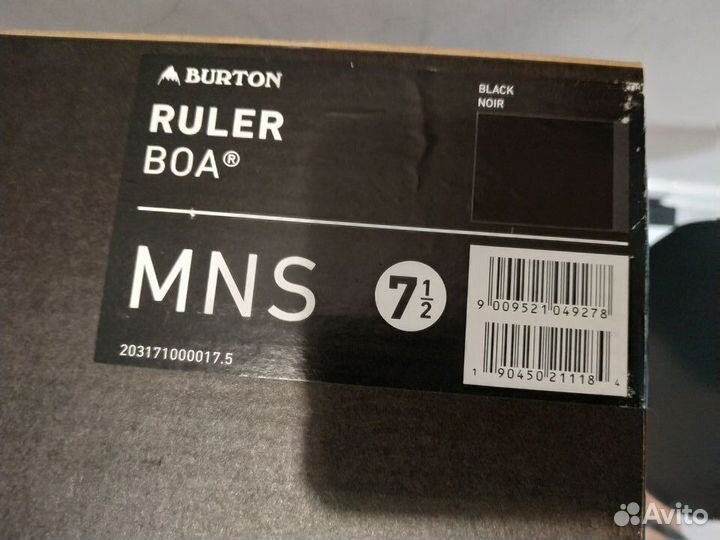 BURTON
RULER
BOA®
BLACK
NOIR
MNS
7 1/2
203171000017.5
9 009521 049278
1 90450 21118 4
Avito